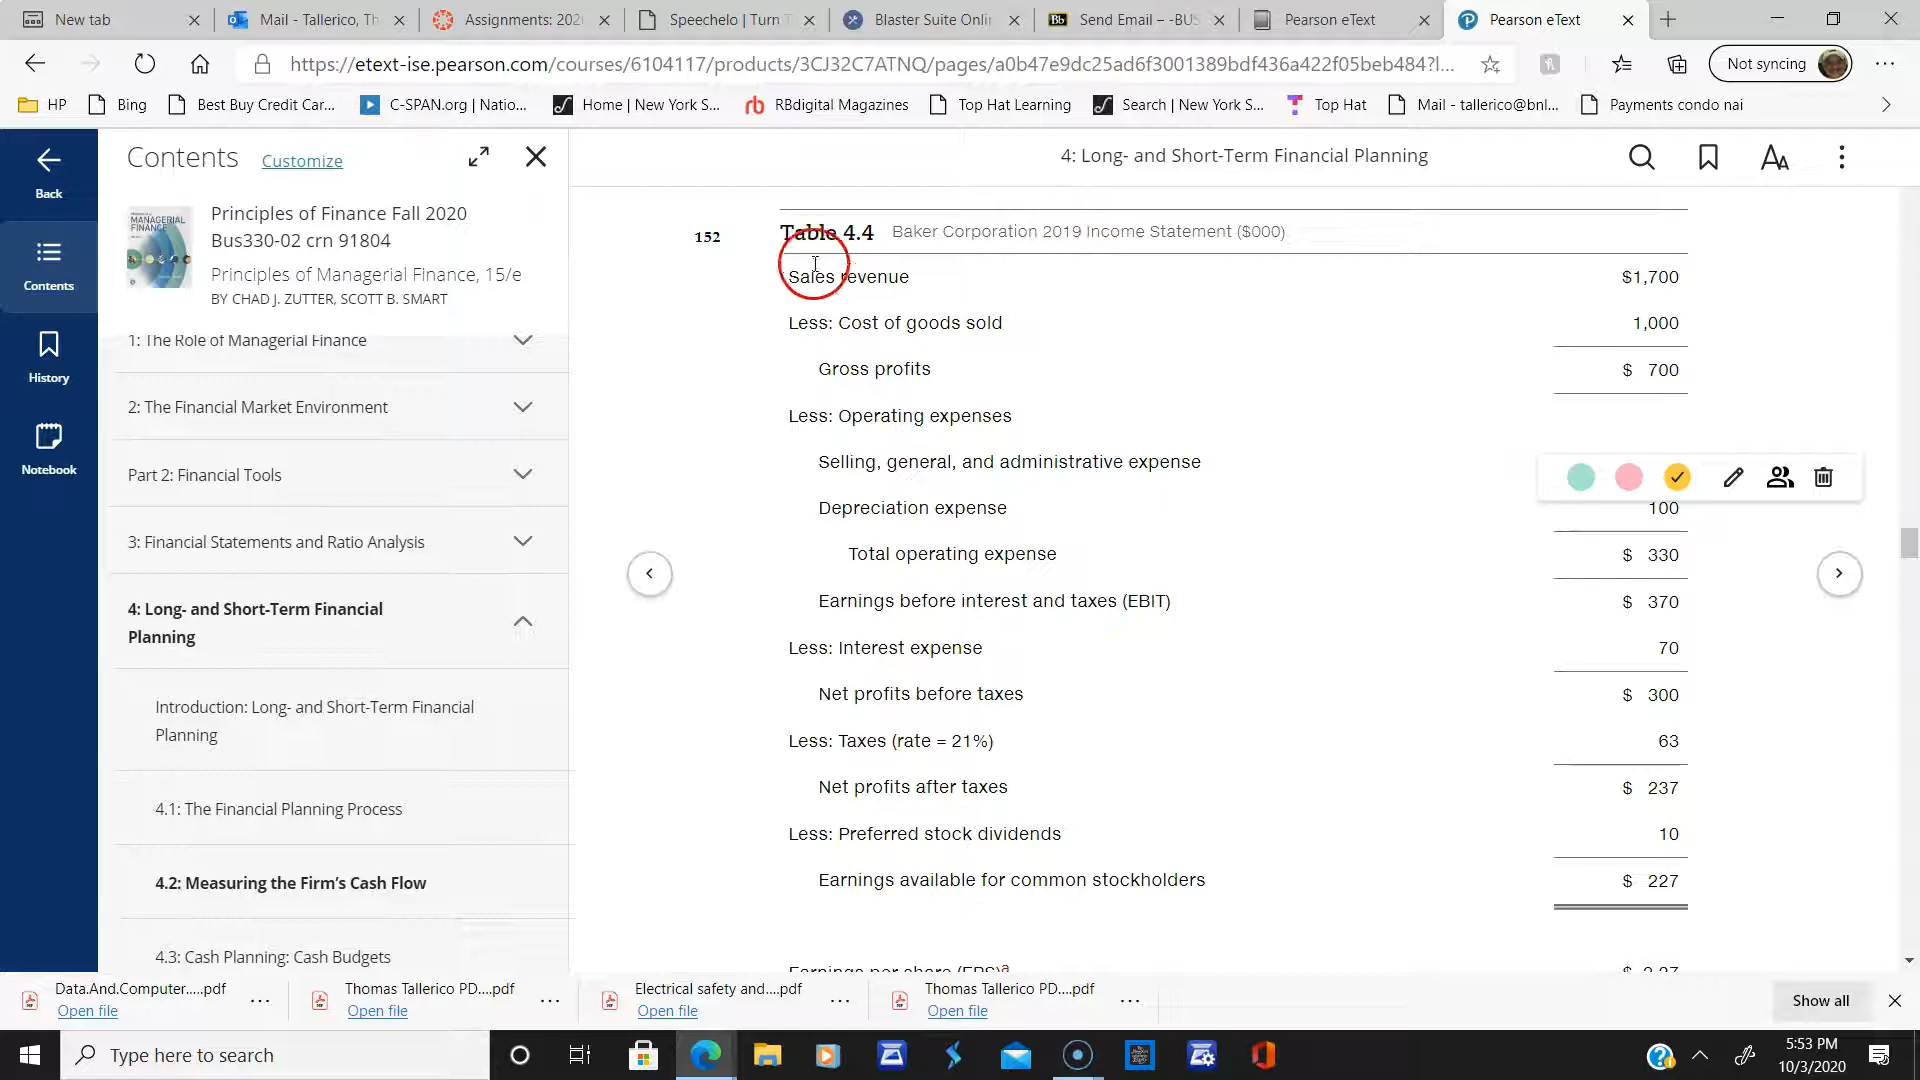 New tab
Mail - Tallerico, Th
Assignments: 202
Speechelo | Turn T
Blaster Suite Onli
Send Email – -BUS
Pearson eText
Pearson eText
https://etext-ise.pearson.com/courses/6104117/products/3CJ32C7ATNQ/pages/a0b47e9dc25ad6f3001389bdf436a422f05beb484?l...
Not syncing
HP
Bing
Best Buy Credit Car...
C-SPAN.org | Natio...
Home | New York S...
RBdigital Magazines
Top Hat Learning
Search | New York S...
Top Hat
Mail - tallerico@bnl...
Payments condo nai
Back
Contents
History
Notebook
Contents Customize
MANAGERIAL
FINANCE
Principles of Finance Fall 2020
Bus330-02 crn 91804
Principles of Managerial Finance, 15/e
BY CHAD J. ZUTTER, SCOTT B. SMART
1: The Role of Managerial Finance
2: The Financial Market Environment
Part 2: Financial Tools
3: Financial Statements and Ratio Analysis
4: Long- and Short-Term Financial
Planning
Introduction: Long- and Short-Term Financial
Planning
4.1: The Financial Planning Process
4.2: Measuring the Firm's Cash Flow
4.3: Cash Planning: Cash Budgets
4: Long- and Short-Term Financial Planning
152
Table 4.4 Baker Corporation 2019 Income Statement ($000)
Sales revenue $1,700
Less: Cost of goods sold 1,000
Gross profits $ 700
Less: Operating expenses
Selling, general, and administrative expense
Depreciation expense 100
Total operating expense $ 330
Earnings before interest and taxes (EBIT) $ 370
Less: Interest expense 70
Net profits before taxes $ 300
Less: Taxes (rate = 21%) 63
Net profits after taxes $ 237
Less: Preferred stock dividends 10
Earnings available for common stockholders $ 227
Earnings per share (EPS)a $ 2.27
Data.And.Computer.....pdf
Open file
Thomas Tallerico PD....pdf
Open file
Electrical safety and....pdf
Open file
Thomas Tallerico PD....pdf
Open file
Show all
Type here to search
5:53 PM
10/3/2020